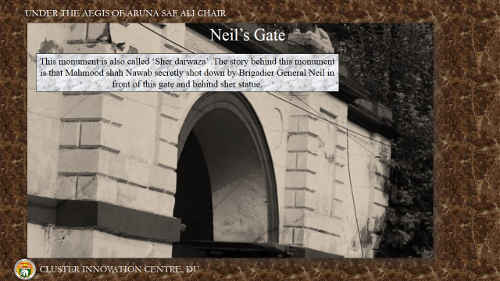 UNDER THE AEGIS OF ARUNA SAF ALI CHAIR
Neil's Gate
This monument is also called 'Sher darwaza'. The story behind this monument
is that Mahmood shah Nawab secretly shot down by Brigadier General Neil in
front of this gate and behind sher statue.
CLUSTER INNOVATION CENTRE, DU